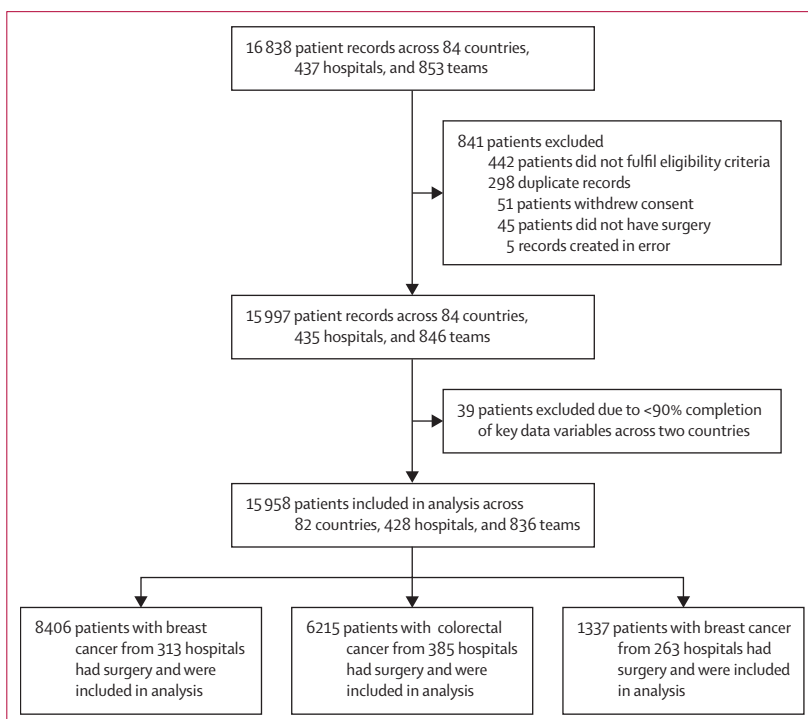 16 838 patient records across 84 countries,
437 hospitals, and 853 teams
841 patients excluded
442 patients did not fulfil eligibility criteria
298 duplicate records
51 patients withdrew consent
45 patients did not have surgery
5 records created in error
15 997 patient records across 84 countries,
435 hospitals, and 846 teams
39 patients excluded due to <90% completion
of key data variables across two countries
15 958 patients included in analysis across
82 countries, 428 hospitals, and 836 teams
8406 patients with breast
cancer from 313 hospitals
had surgery and were
included in analysis
6215 patients with colorectal
cancer from 385 hospitals
had surgery and were
included in analysis
1337 patients with breast cancer
from 263 hospitals had
surgery and were included
in analysis